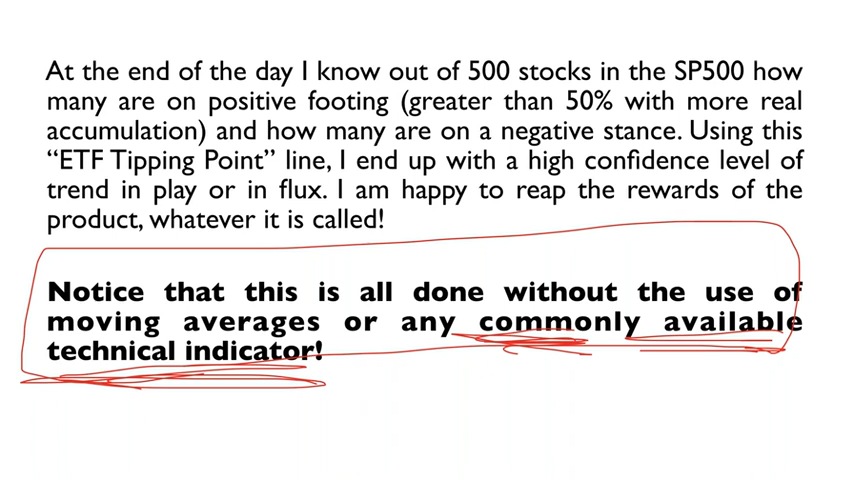 At the end of the day I know out of 500 stocks in the SP500 how
many are on positive footing (greater than 50% with more real
accumulation) and how many are on a negative stance. Using this
“ETF Tipping Point” line, I end up with a high confidence level of
trend in play or in flux. I am happy to reap the rewards of the
product, whatever it is called!
Notice that this is all done without the use of
moving averages or any commonly available
technical indicator!